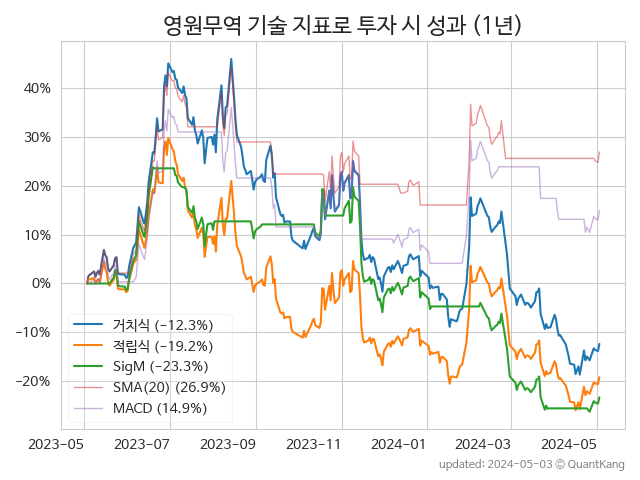 영원무역 기술 지표로 투자 시 성과 (1년)
40%
30%
20%
10%
0%
−10%
−20%
거치식 (−12.3%)
적립식 (−19.2%)
SigM (−23.3%)
SMA(20) (26.9%)
MACD (14.9%)
2023-05
2023-07
2023-09
2023-11
2024-01
2024-03
2024-05
updated: 2024-05-03 ⓒ QuantKang